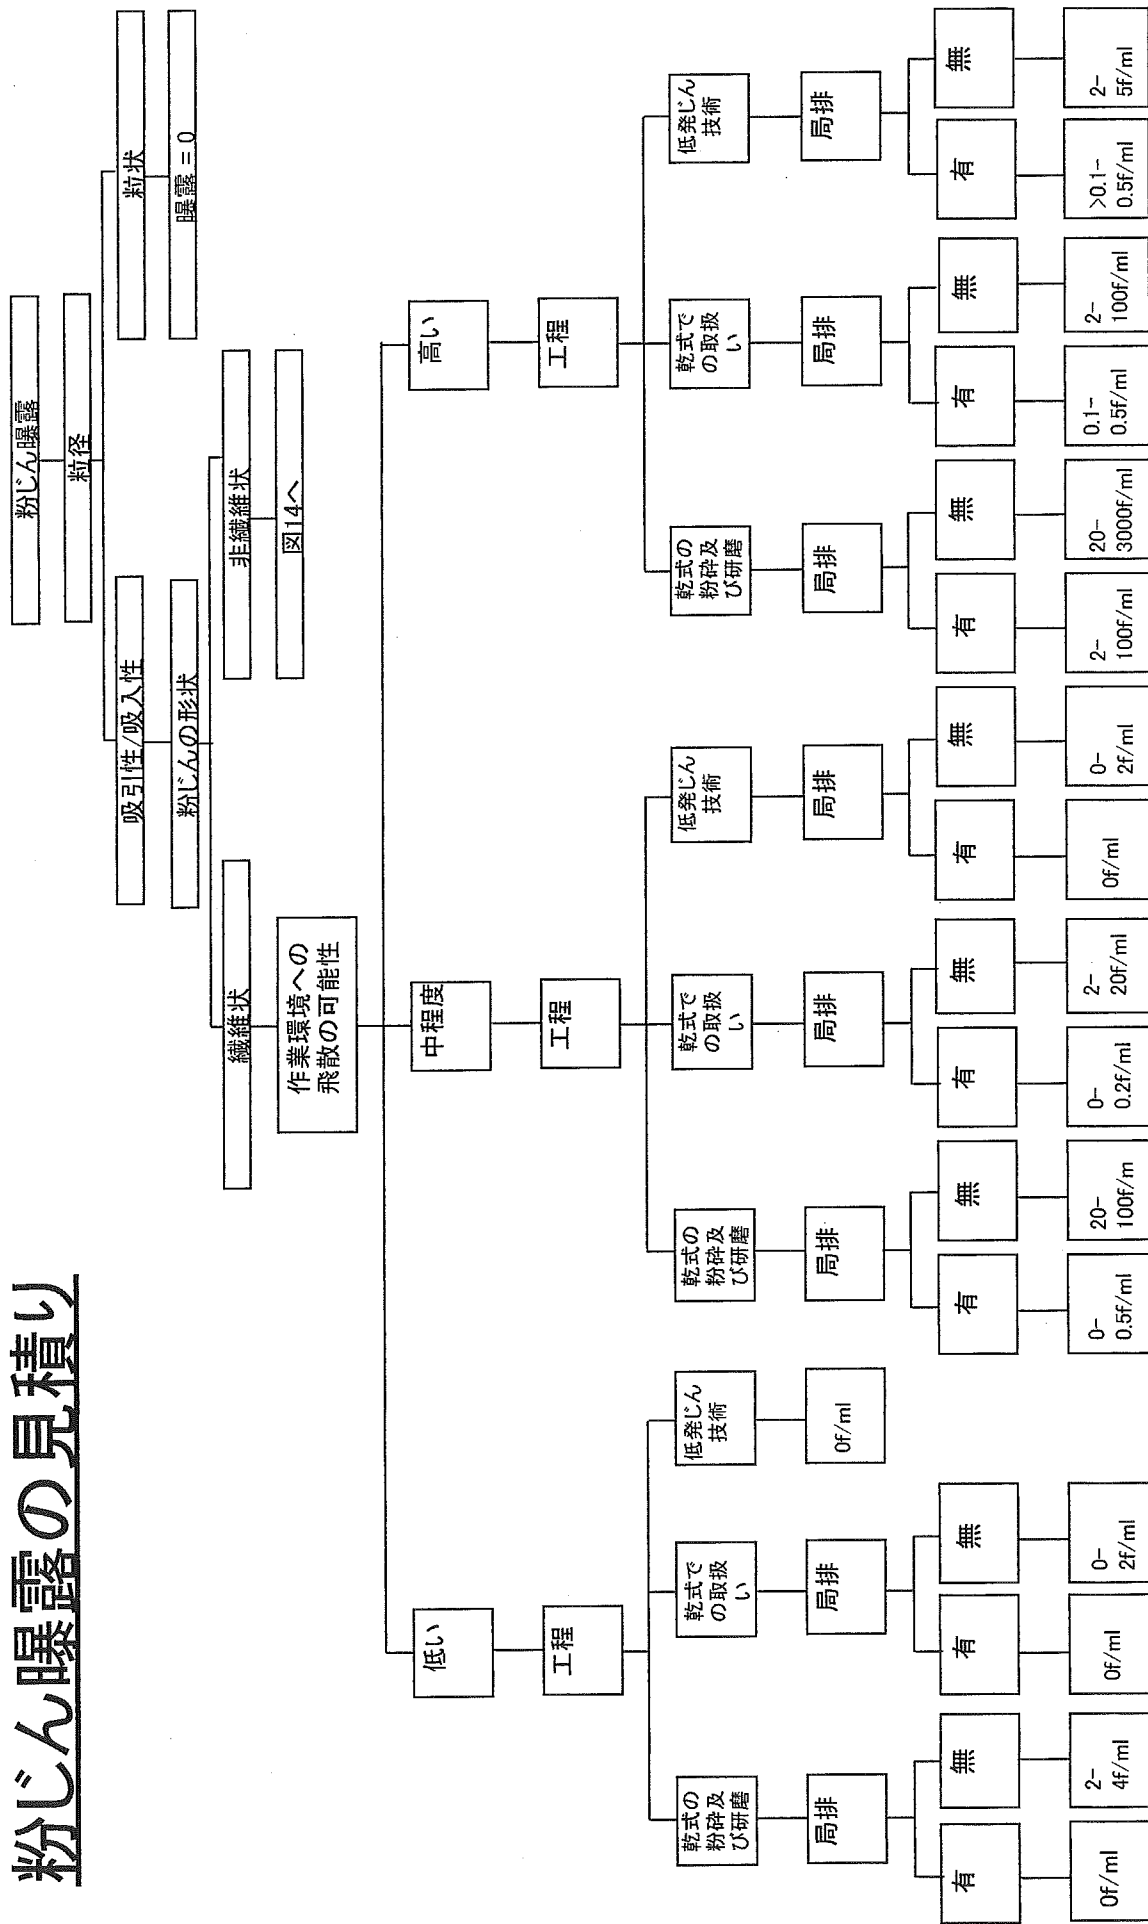 粉じん曝露の見積り
粉じん曝露
粒径
吸引性/吸入性
粒状
粉じんの形状
曝露 = 0
繊維状
非繊維状
作業環境への
飛散の可能性
図14へ
低い
中程度
高い
工程
工程
工程
乾式の
粉砕及
び研磨
乾式で
の取扱
い
低発じん
技術
乾式の
粉砕及
び研磨
乾式で
の取扱
い
低発じん
技術
乾式の
粉砕及
び研磨
乾式で
の取扱
い
低発じん
技術
局排
局排
0f/ml
局排
局排
局排
局排
局排
局排
有
無
有
無
有
無
有
無
有
無
有
無
有
無
有
無
0f/ml
2-
4f/ml
0f/ml
0-
2f/ml
0-
0.5f/ml
20-
100f/m
0-
0.2f/ml
2-
20f/ml
0f/ml
0-
2f/ml
2-
100f/ml
20-
3000f/ml
0.1-
0.5f/ml
2-
100f/ml
>0.1-
0.5f/ml
2-
5f/ml